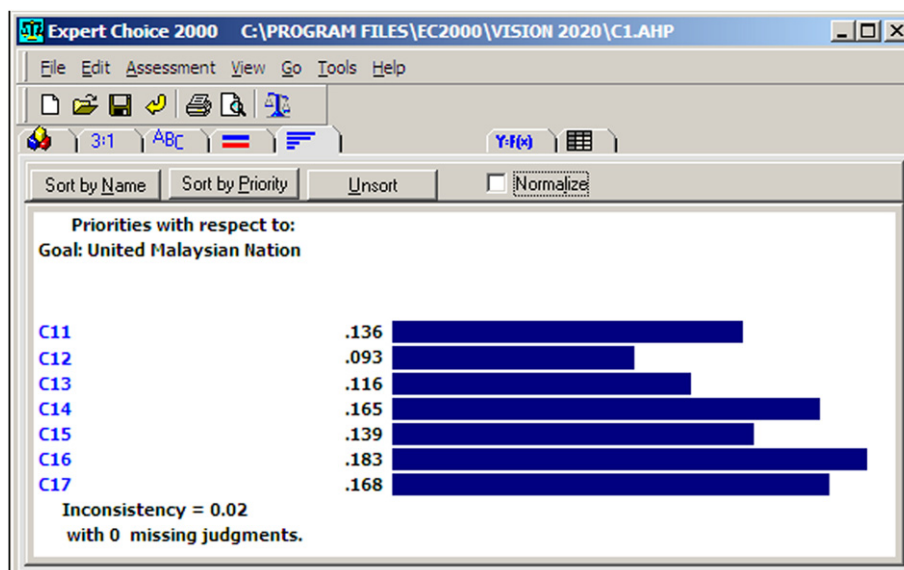 Expert Choice 2000 C:\PROGRAM FILES\EC2000\VISION 2020\C1.AHP
File Edit Assessment View Go Tools Help
3:1 ABC Y=F(x)
Sort by Name Sort by Priority Unsort Normalize
Priorities with respect to:
Goal: United Malaysian Nation
C11 .136
C12 .093
C13 .116
C14 .165
C15 .139
C16 .183
C17 .168
Inconsistency = 0.02
with 0 missing judgments.